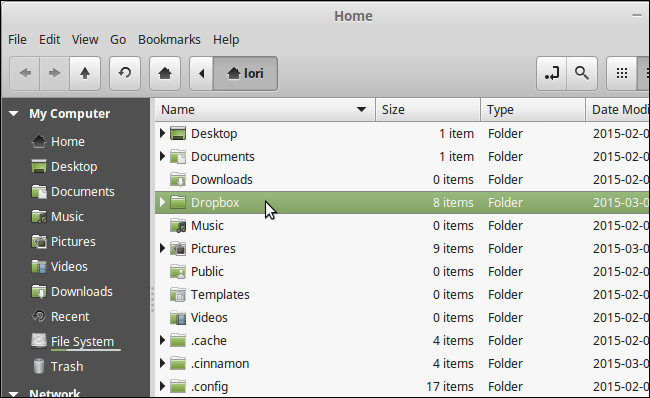 Home
File Edit View Go Bookmarks Help
lori
My Computer
Home
Desktop
Documents
Music
Pictures
Videos
Downloads
Recent
File System
Trash
Network
Name Size Type Date Modi
Desktop 1 item Folder 2015-02-0
Documents 1 item Folder 2015-02-0
Downloads 0 items Folder 2015-02-0
Dropbox 8 items Folder 2015-03-0
Music 0 items Folder 2015-02-0
Pictures 9 items Folder 2015-03-0
Public 0 items Folder 2015-02-0
Templates 0 items Folder 2015-02-0
Videos 0 items Folder 2015-02-0
.cache 4 items Folder 2015-02-0
.cinnamon 4 items Folder 2015-03-0
.config 17 items Folder 2015-02-0